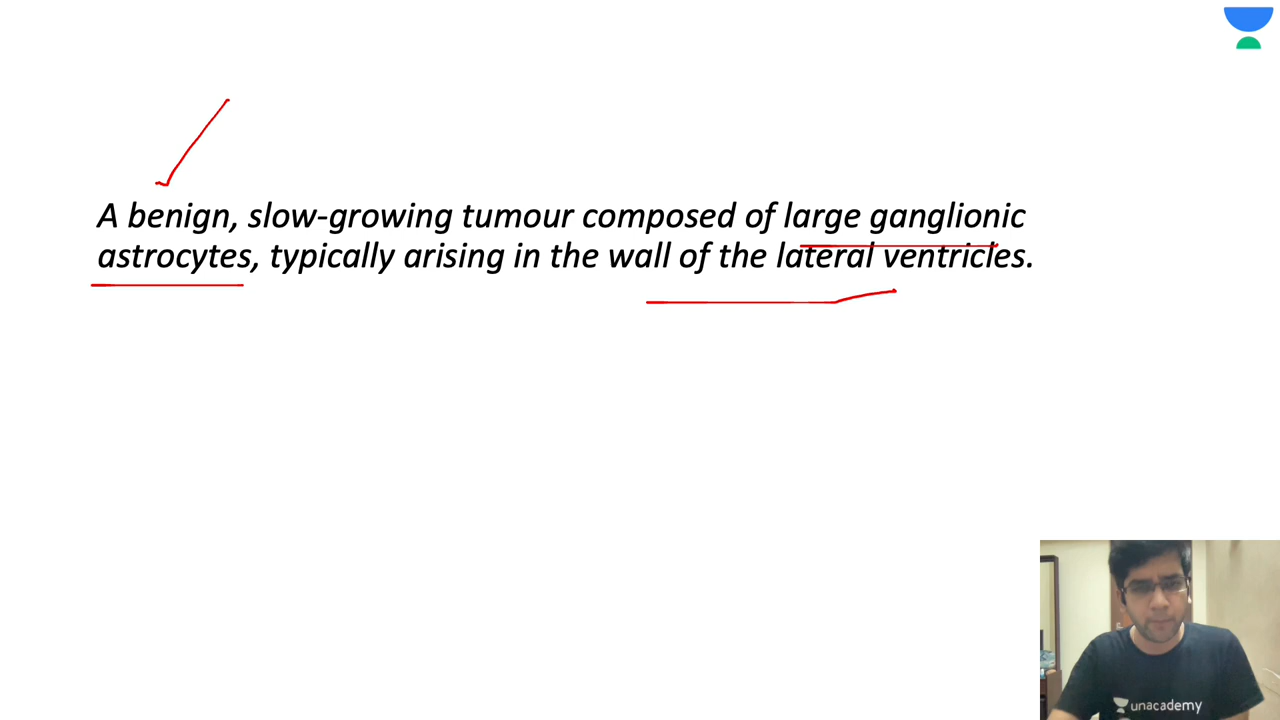 A benign, slow-growing tumour composed of large ganglionic
astrocytes, typically arising in the wall of the lateral ventricles.
unacademy